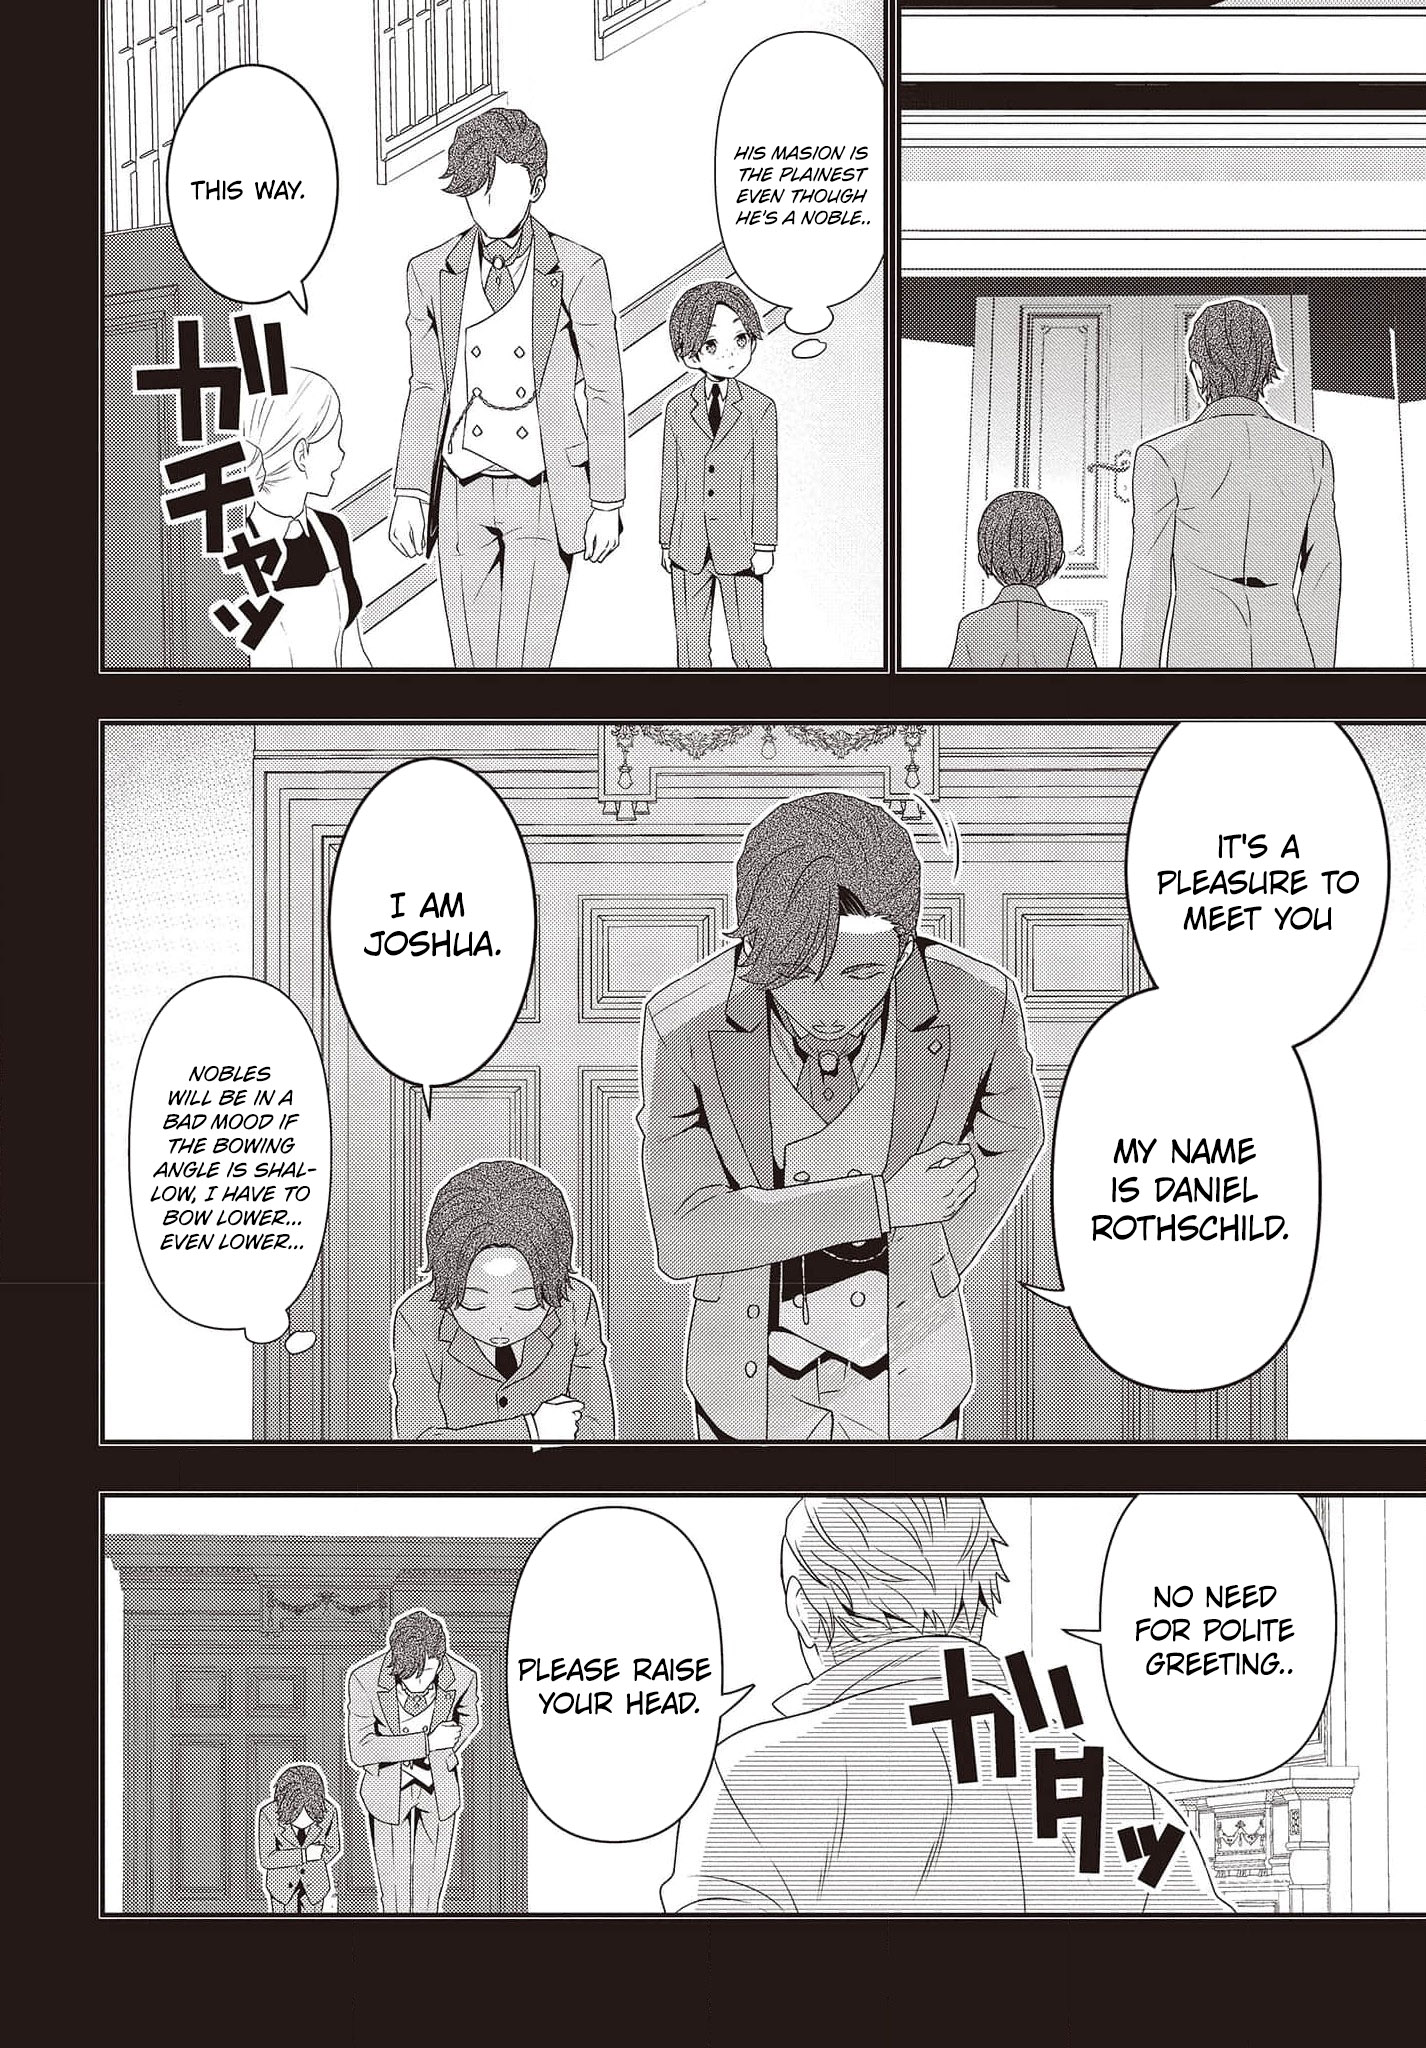 HIS MASION IS
THE PLAINEST
EVEN THOUGH
HE'S A NOBLE..
THIS WAY.
ガチャッ
IT'S A
PLEASURE TO
MEET YOU
MY NAME
IS DANIEL
ROTHSCHILD.
I AM
JOSHUA.
NOBLES
WILL BE IN A
BAD MOOD IF
THE BOWING
ANGLE IS SHAL-
LOW, I HAVE TO
BOW LOWER...
EVEN LOWER...
NO NEED
FOR POLITE
GREETING..
ガタッ
PLEASE RAISE
YOUR HEAD.